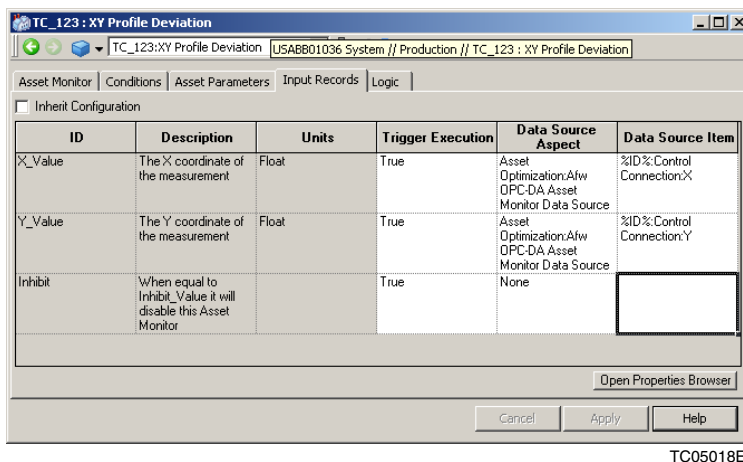 TC_123 : XY Profile Deviation
TC_123:XY Profile Deviation
USABB01036 System // Production // TC_123 : XY Profile Deviation
Asset Monitor Conditions Asset Parameters Input Records Logic
Inherit Configuration
ID Description Units Trigger Execution Data Source Aspect Data Source Item
X_Value The X coordinate of Float True Asset %ID%:Control
the measurement Optimization:Afw Connection:X
OPC-DA Asset
Monitor Data Source
Y_Value The Y coordinate of Float True Asset %ID%:Control
the measurement Optimization:Afw Connection:Y
OPC-DA Asset
Monitor Data Source
Inhibit When equal to True None
Inhibit_Value it will
disable this Asset
Monitor
Open Properties Browser
Cancel Apply Help
TC05018E